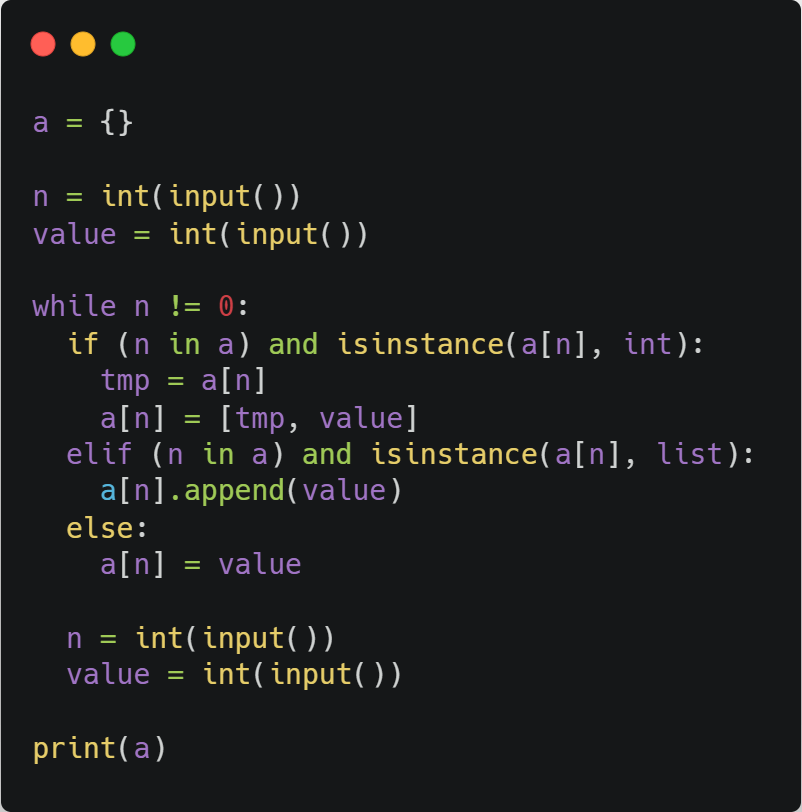 a = {}
n = int(input())
value = int(input())
while n != 0:
  if (n in a) and isinstance(a[n], int):
    tmp = a[n]
    a[n] = [tmp, value]
  elif (n in a) and isinstance(a[n], list):
    a[n].append(value)
  else:
    a[n] = value
  n = int(input())
  value = int(input())
print(a)